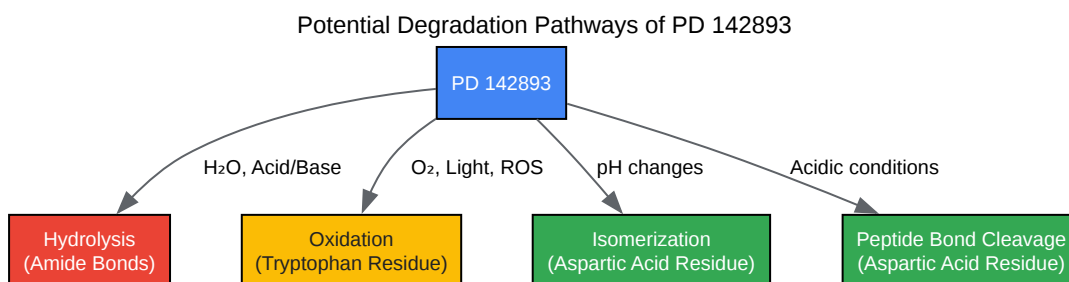 Potential Degradation Pathways of PD 142893
PD 142893
H₂O, Acid/Base
O₂, Light, ROS
pH changes
Acidic conditions
Hydrolysis
(Amide Bonds)
Oxidation
(Tryptophan Residue)
Isomerization
(Aspartic Acid Residue)
Peptide Bond Cleavage
(Aspartic Acid Residue)